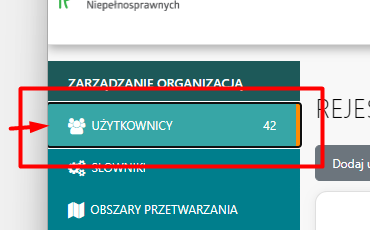 Niepełnosprawnych
ZARZĄDZANIE ORGANIZACJĄ
UŻYTKOWNICY 42
SŁOWNIKI
OBSZARY PRZETWARZANIA
REJES
Dodaj u